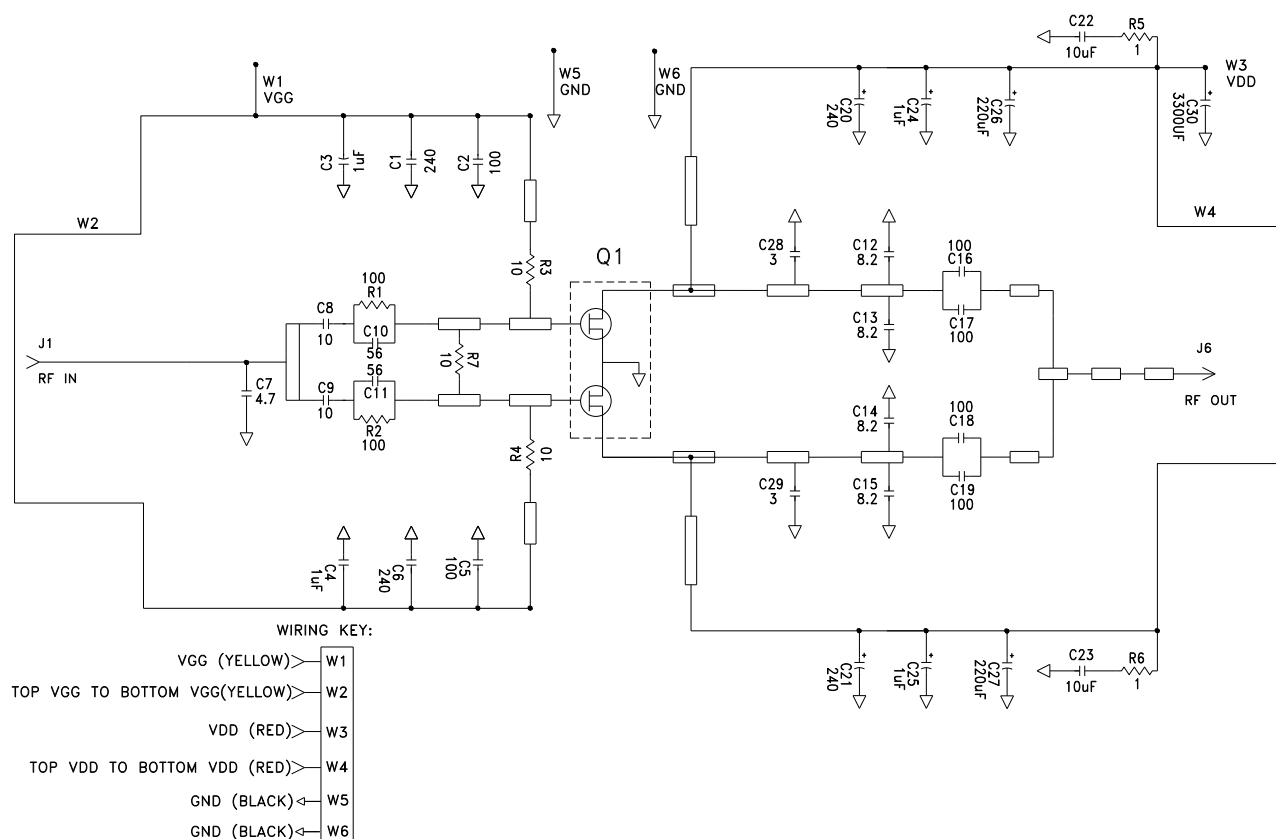 C22
R5
10uF
1
W1
VGG
W5
GND
W6
GND
W3
VDD
C20
240
C24
1uF
C26
220uF
C30
3300UF
C3
1uF
C1
240
C2
100
W2
W4
R3
10
Q1
C28
3
C12
8.2
100
C16
100
R1
C8
10
C10
56
C13
8.2
C17
100
J1
RF IN
R7
10
J6
RF OUT
C7
4.7
56
C11
C9
10
R2
100
R4
10
C14
8.2
100
C18
C29
3
C15
8.2
C19
100
C4
1uF
C6
240
C5
100
WIRING KEY:
VGG (YELLOW) W1
TOP VGG TO BOTTOM VGG(YELLOW) W2
VDD (RED) W3
TOP VDD TO BOTTOM VDD (RED) W4
GND (BLACK) W5
GND (BLACK) W6
C21
240
C25
1uF
C27
220uF
C23
10uF
R6
1